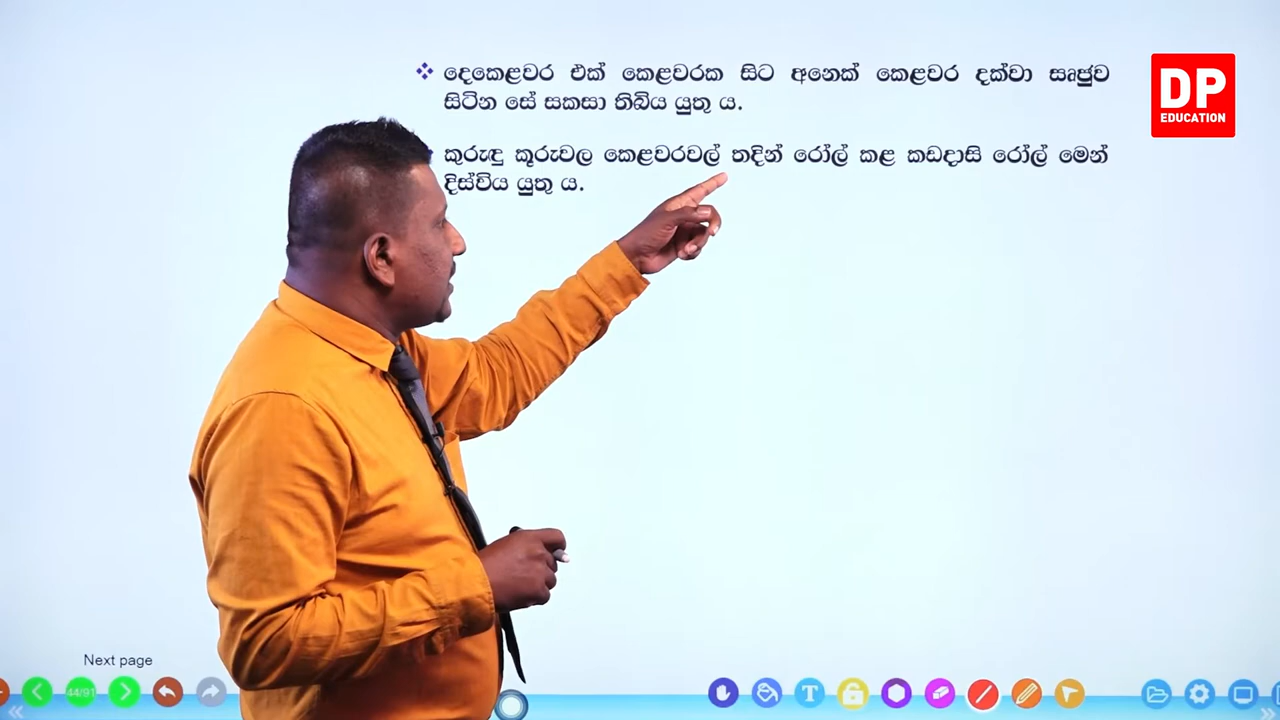 දෙකෙළවර එක් කෙළවරක සිට අනෙක් කෙළවර දක්වා සෘජුව
සිටින සේ සකසා තිබිය යුතු ය.
කුරුඳු කූරුවල කෙළවරවල් තදින් රෝල් කළ කඩදාසි රෝල් මෙන්
දිස්විය යුතු ය.
DP
EDUCATION
Next page
44/91
T